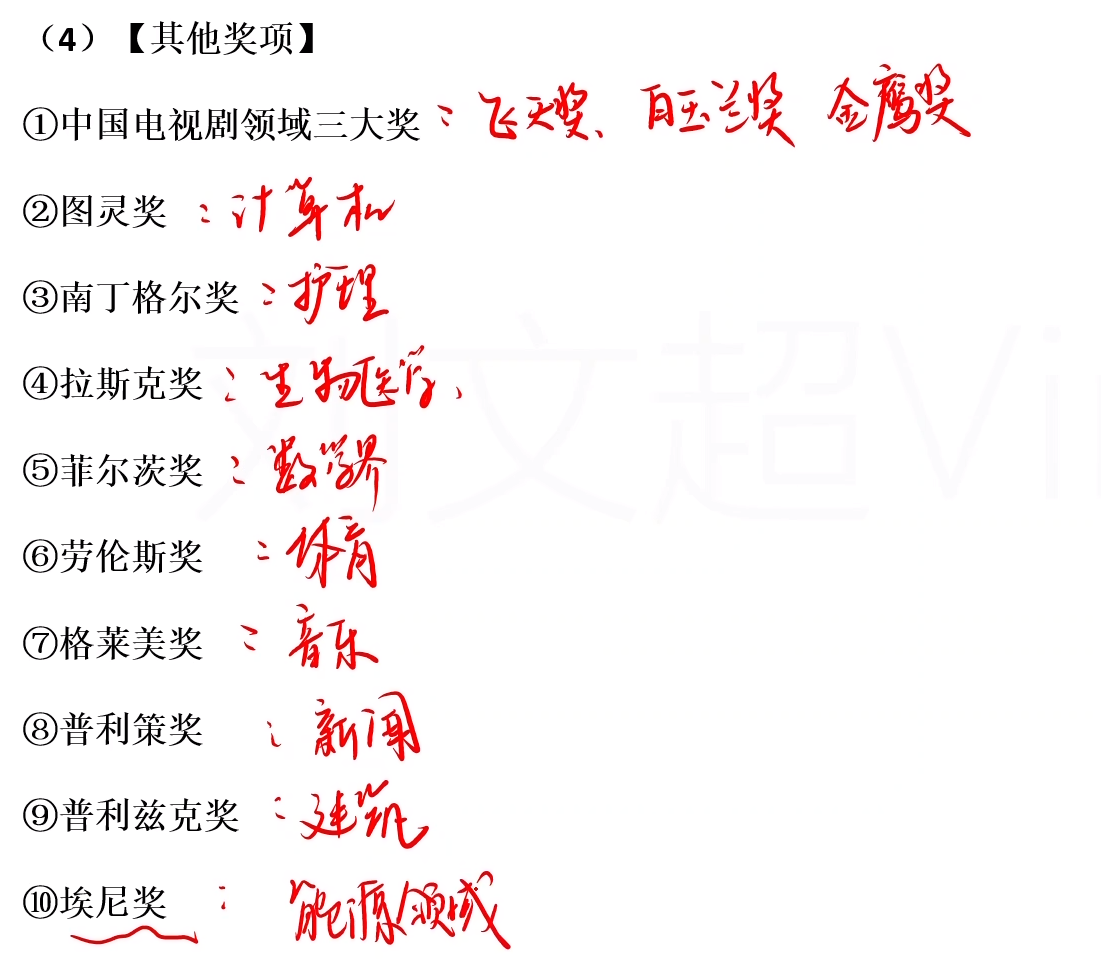 （4）【其他奖项】
①中国电视剧领域三大奖：飞天奖、白玉兰奖 金鹰奖
②图灵奖：计算机
③南丁格尔奖：护理
④拉斯克奖：生物医学、
⑤菲尔茨奖：数学界
⑥劳伦斯奖：体育
⑦格莱美奖：音乐
⑧普利策奖：新闻
⑨普利兹克奖：建筑
⑩埃尼奖：能源领域
刘文超Vi